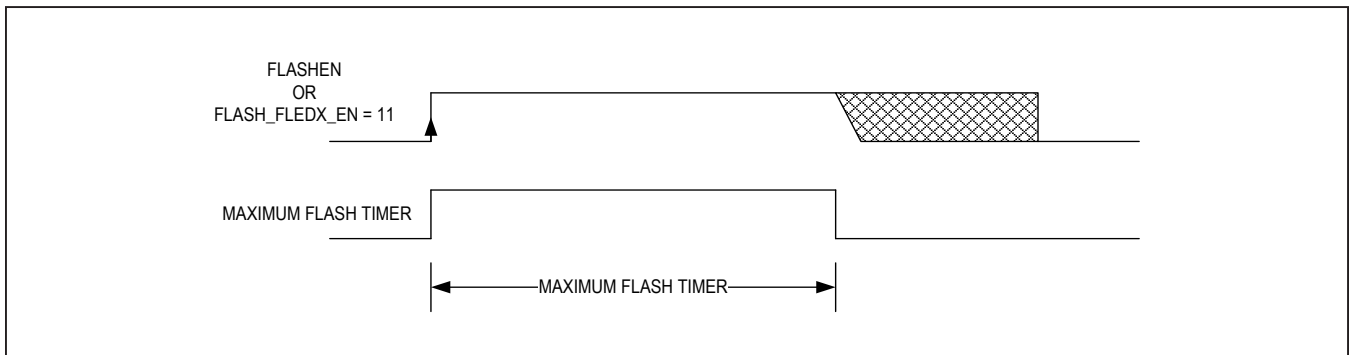 FLASHEN
OR
FLASH_FLEDX_EN = 11
MAXIMUM FLASH TIMER
MAXIMUM FLASH TIMER